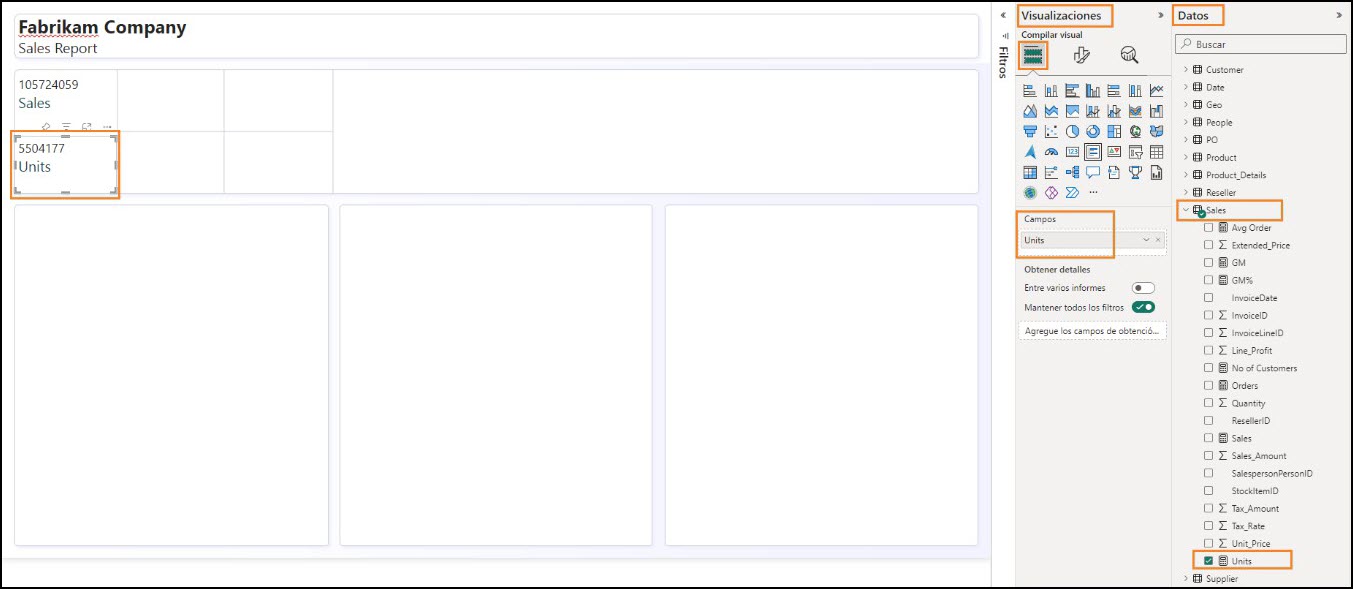 Fabrikam Company
Sales Report
105724059
Sales
5504177
Units
Filtros
Visualizaciones
Compilar visual
123
Campos
Units
Obtener detalles
Entre varios informes
Mantener todos los filtros
Agregue los campos de obtenció...
Datos
Buscar
Customer
Date
Geo
People
PO
Product
Product_Details
Reseller
Sales
Avg Order
Extended_Price
GM
GM%
InvoiceDate
InvoiceID
InvoiceLineID
Line_Profit
No of Customers
Orders
Quantity
ResellerID
Sales
Sales_Amount
SalespersonPersonID
StockItemID
Tax_Amount
Tax_Rate
Unit_Price
Units
Supplier